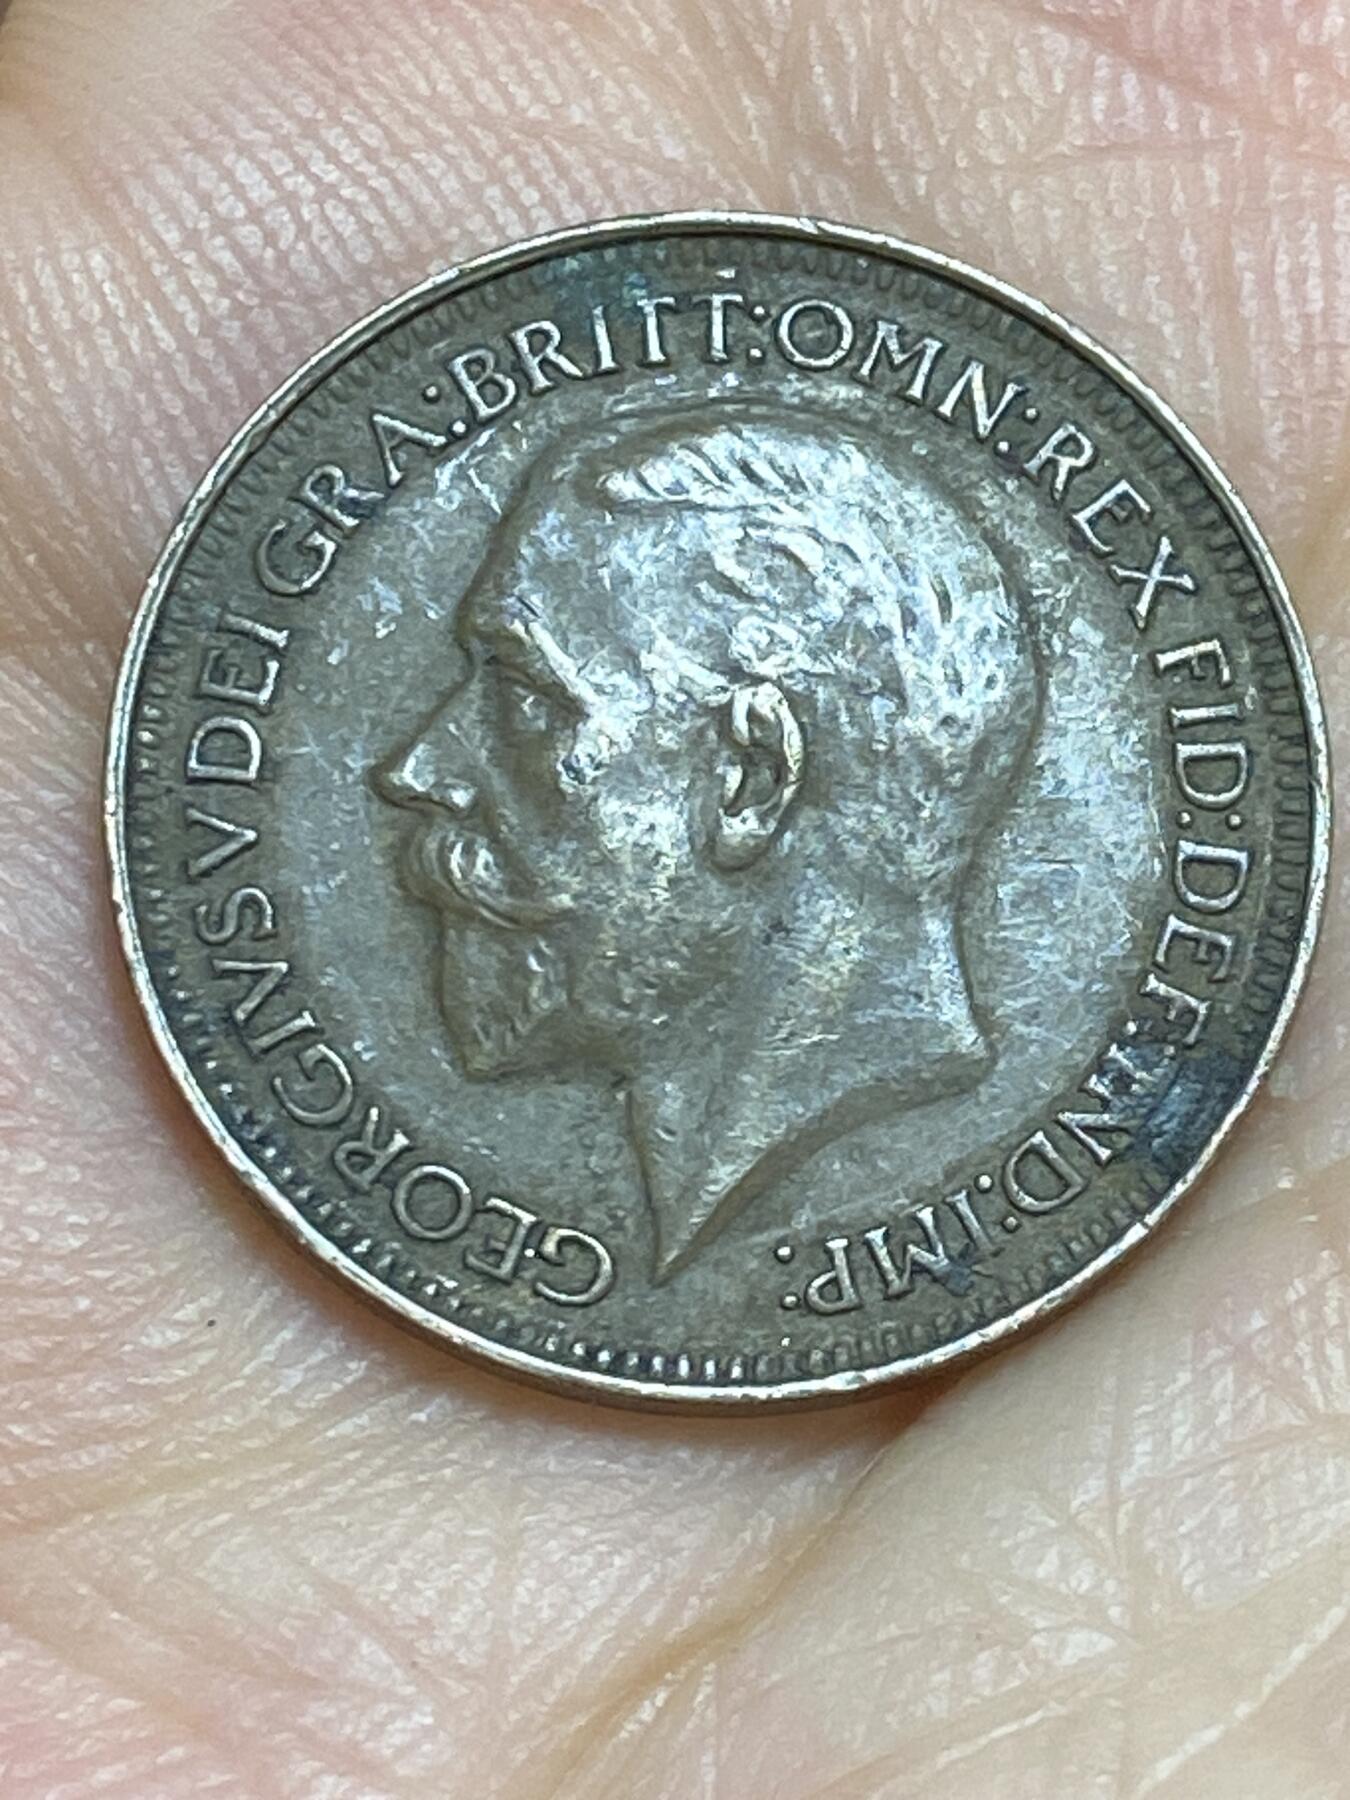 GEORGIVS V DEI GRA: BRITT: OMN: REX FID: DEF: IND: IMP: